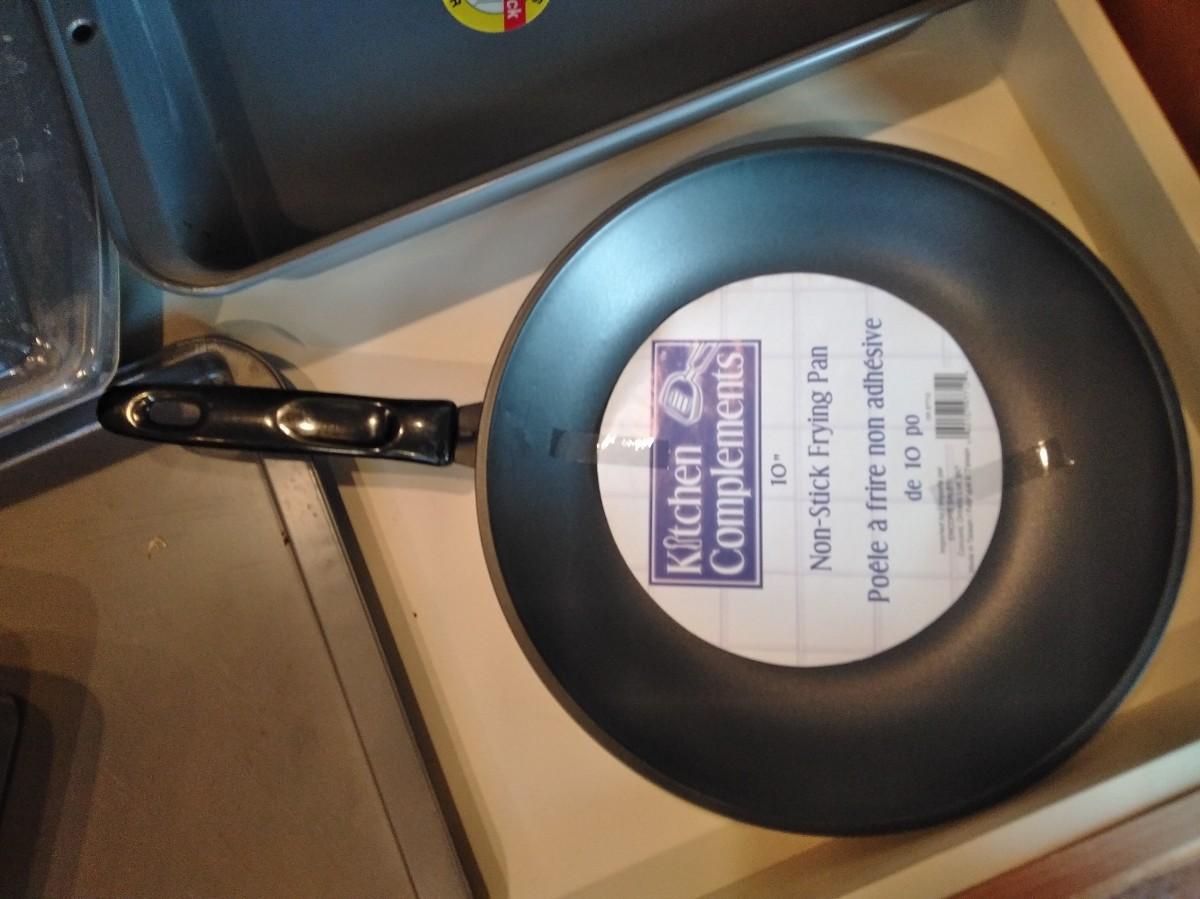 Kitchen
Complements
10"
Non-Stick Frying Pan
Poêle à frire non adhésive
de 10 po